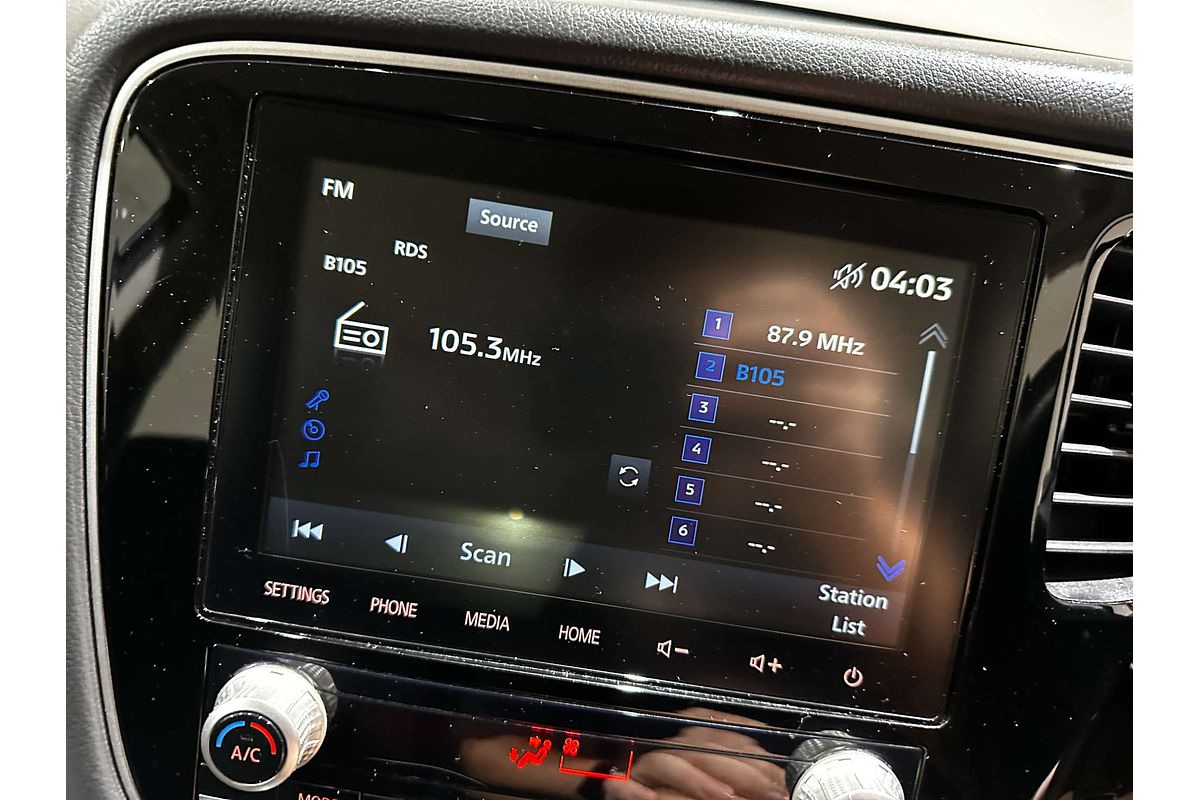 FM
Source
RDS
B105
04:03
105.3MHz
1 87.9 MHz
2 B105
3 --.-
4 --.-
5 --.-
6 --.-
Scan
Station
List
SETTINGS
PHONE
MEDIA
HOME
A/C